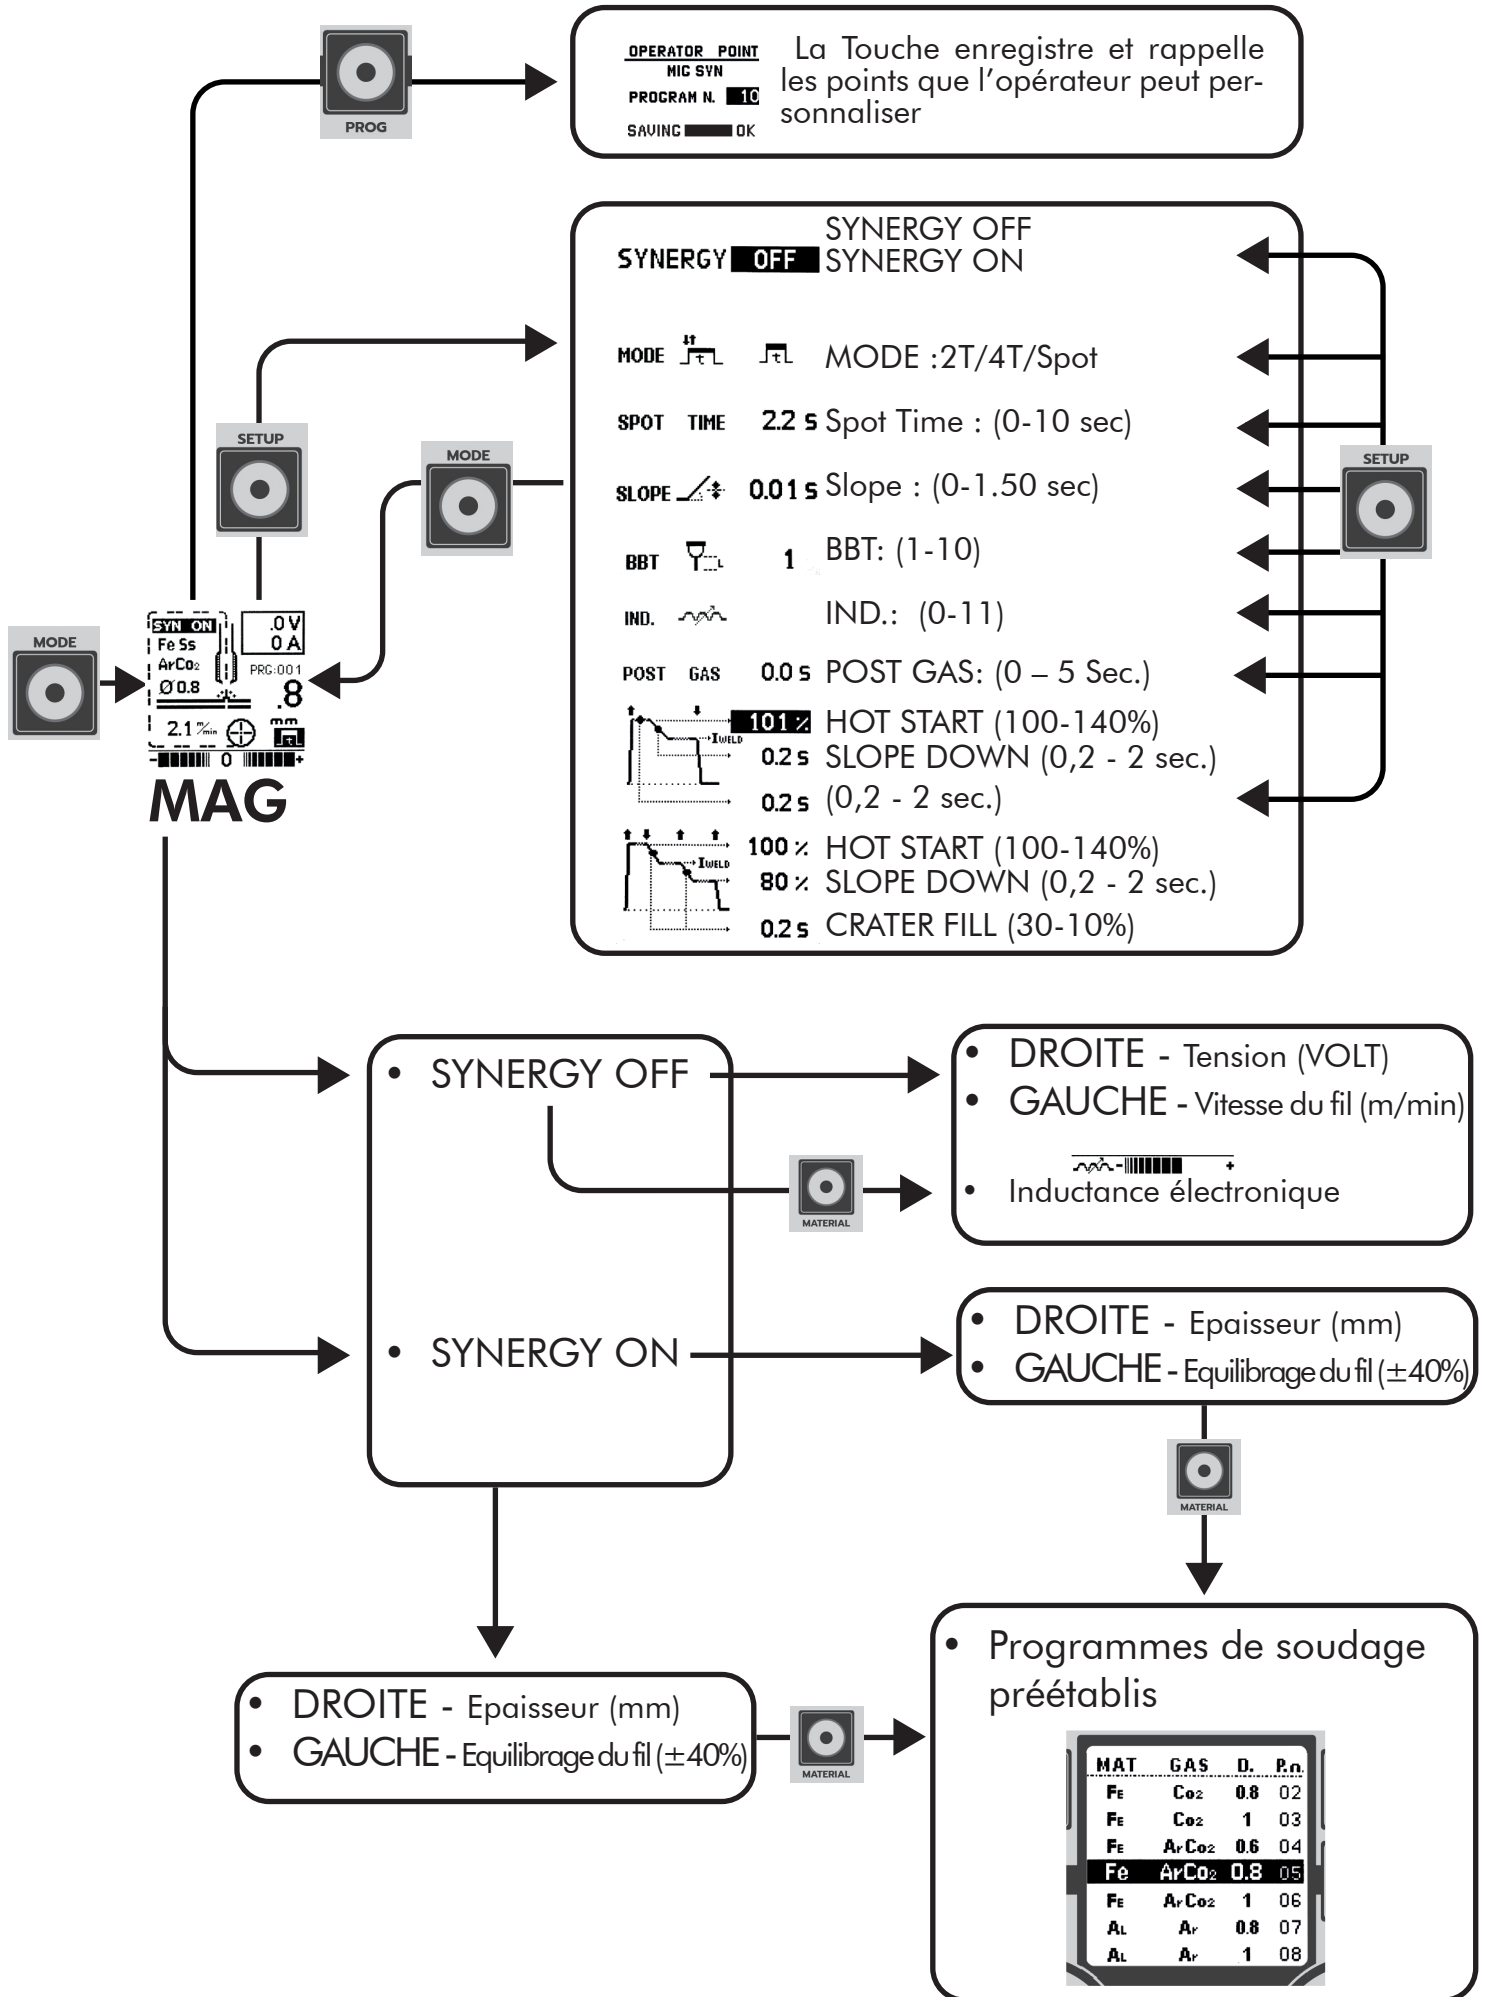 PROG
OPERATOR POINT
MIG SYN
PROGRAM N. 10
SAVING OK
La Touche enregistre et rappelle
les points que l'opérateur peut per-
sonnaliser
SYNERGY OFF
SYNERGY OFF
SYNERGY ON
MODE t t MODE :2T/4T/Spot
SPOT TIME 2.2 s Spot Time : (0-10 sec)
SLOPE 0.01 s Slope : (0-1.50 sec)
BBT L 1 BBT: (1-10)
IND. IND.: (0-11)
POST GAS 0.0 s POST GAS: (0 – 5 Sec.)
101 % HOT START (100-140%)
IWELD
0.2 s SLOPE DOWN (0,2 - 2 sec.)
0.2 s (0,2 - 2 sec.)
100 % HOT START (100-140%)
IWELD
80 % SLOPE DOWN (0,2 - 2 sec.)
0.2 s CRATER FILL (30-10%)
SETUP
SETUP
MODE
MODE
SYN ON
Fe Ss
ArCo2
Ø 0.8
.0 V
0 A
PRG:001
.8
mm
2.1 m/min
t
- 0 +
MAG
• SYNERGY OFF
• DROITE - Tension (VOLT)
• GAUCHE - Vitesse du fil (m/min)
- +
• Inductance électronique
MATERIAL
• SYNERGY ON
• DROITE - Epaisseur (mm)
• GAUCHE - Equilibrage du fil (±40%)
MATERIAL
• DROITE - Epaisseur (mm)
• GAUCHE - Equilibrage du fil (±40%)
MATERIAL
• Programmes de soudage
préétablis
MAT GAS D. P.n.
FE Co2 0.8 02
FE Co2 1 03
FE ArCo2 0.6 04
Fe ArCo2 0.8 05
FE ArCo2 1 06
AL Ar 0.8 07
AL Ar 1 08